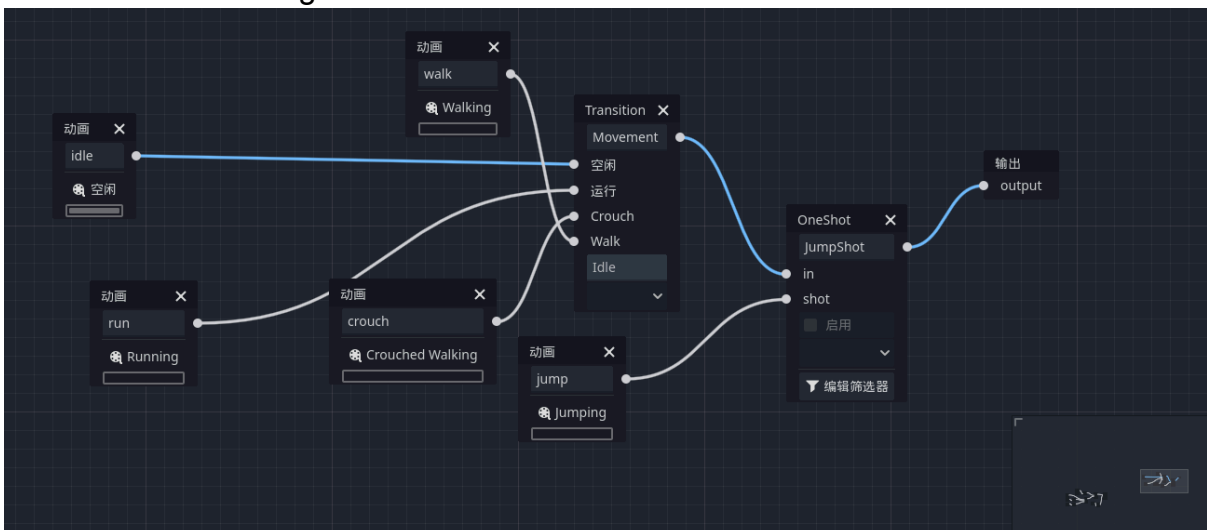 g
动画
walk
Walking
动画
idle
空闲
Transition
Movement
空闲
运行
Crouch
Walk
Idle
输出
output
OneShot
JumpShot
in
shot
启用
编辑筛选器
动画
run
Running
动画
crouch
Crouched Walking
动画
jump
Jumping